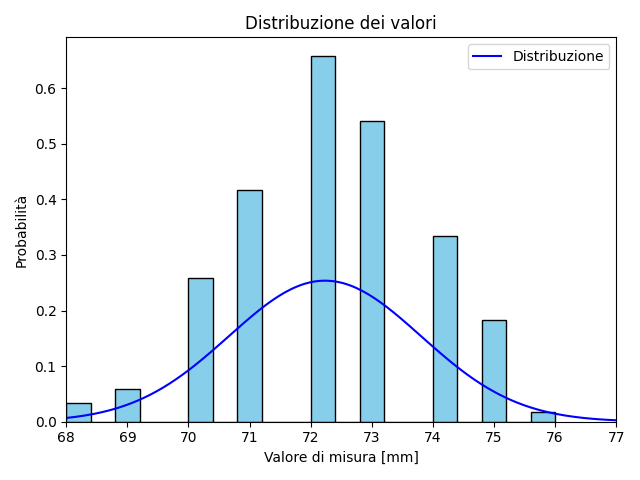 Distribuzione dei valori
Distribuzione
Probabilità
0.6
0.5
0.4
0.3
0.2
0.1
0.0
68 69 70 71 72 73 74 75 76 77
Valore di misura [mm]